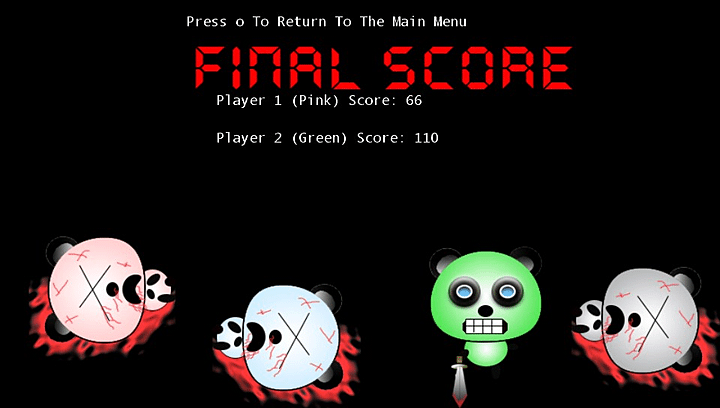 Press o To Return To The Main Menu
FINAL SCORE
Player 1 (Pink) Score: 66
Player 2 (Green) Score: 110